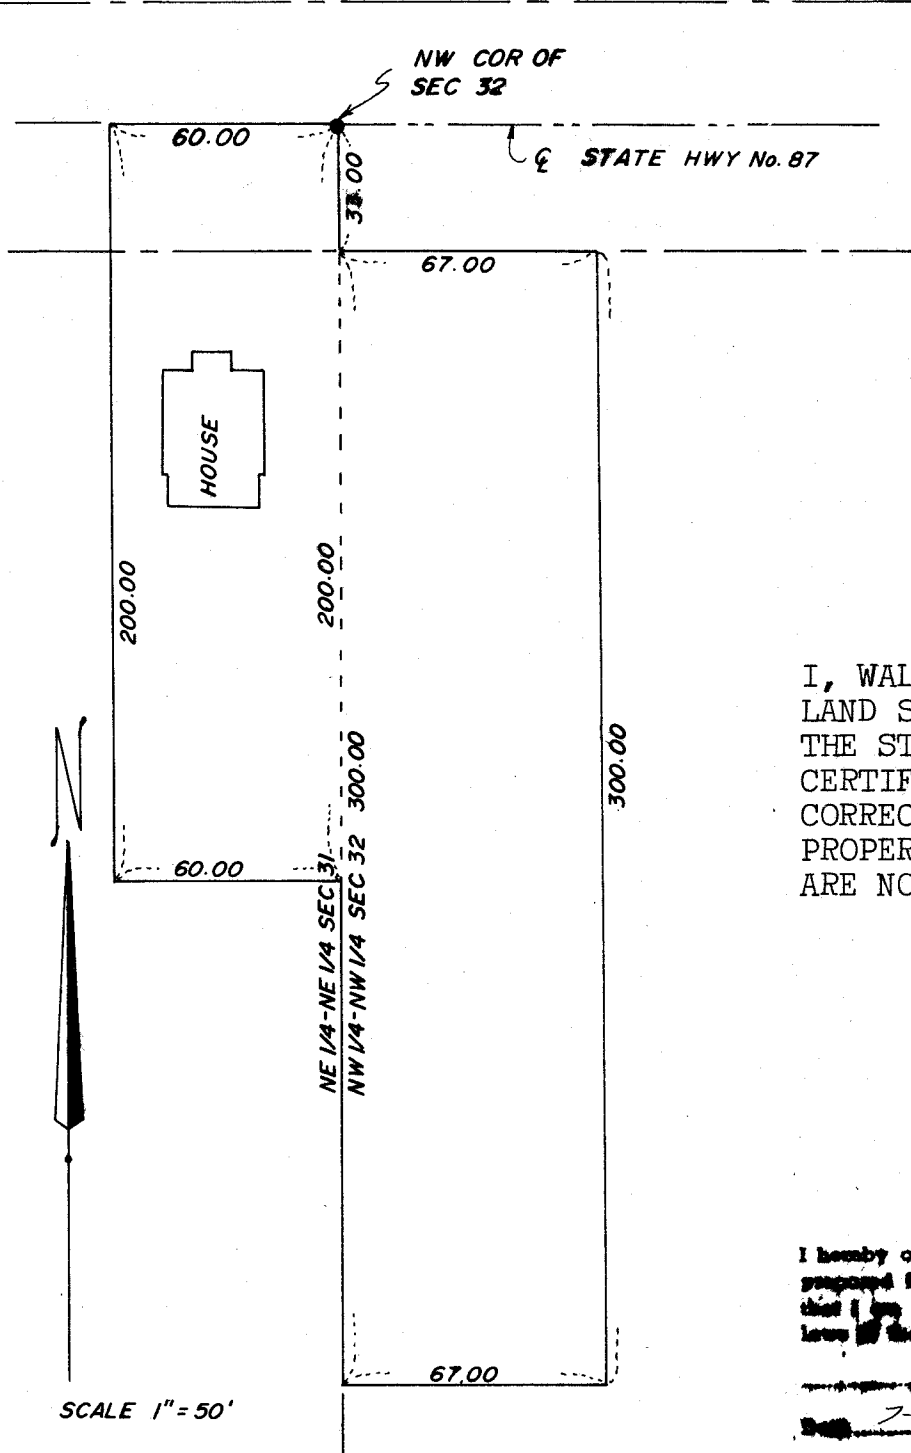 NW COR OF
SEC 32
60.00
℄ STATE HWY No. 87
67.00
HOUSE
200.00
200.00
300.00
300.00
N
60.00
NE 1/4-NE 1/4 SEC 31
NW 1/4-NW 1/4 SEC 32
I, WAL
LAND S
THE ST
CERTIF
CORREC
PROPER
ARE NO
67.00
SCALE 1"=50'
I hereby
that I